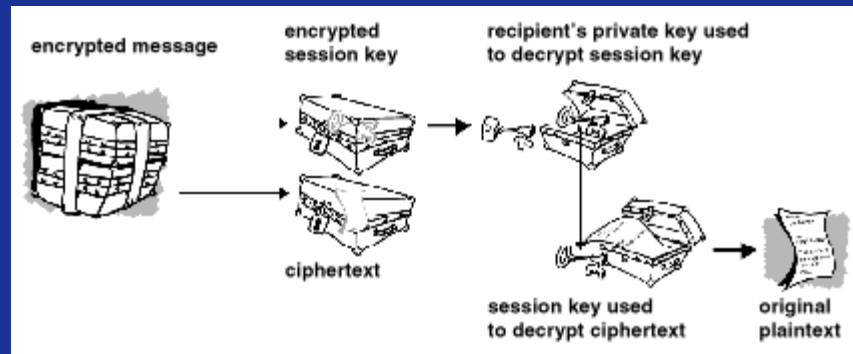 encrypted message
encrypted
session key
recipient's private key used
to decrypt session key
ciphertext
session key used
to decrypt ciphertext
original
plaintext